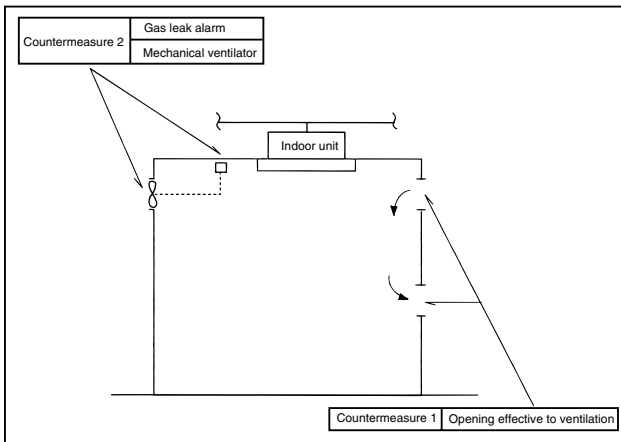 Gas leak alarm
Countermeasure 2
Mechanical ventilator
Indoor unit
Countermeasure 1 Opening effective to ventilation